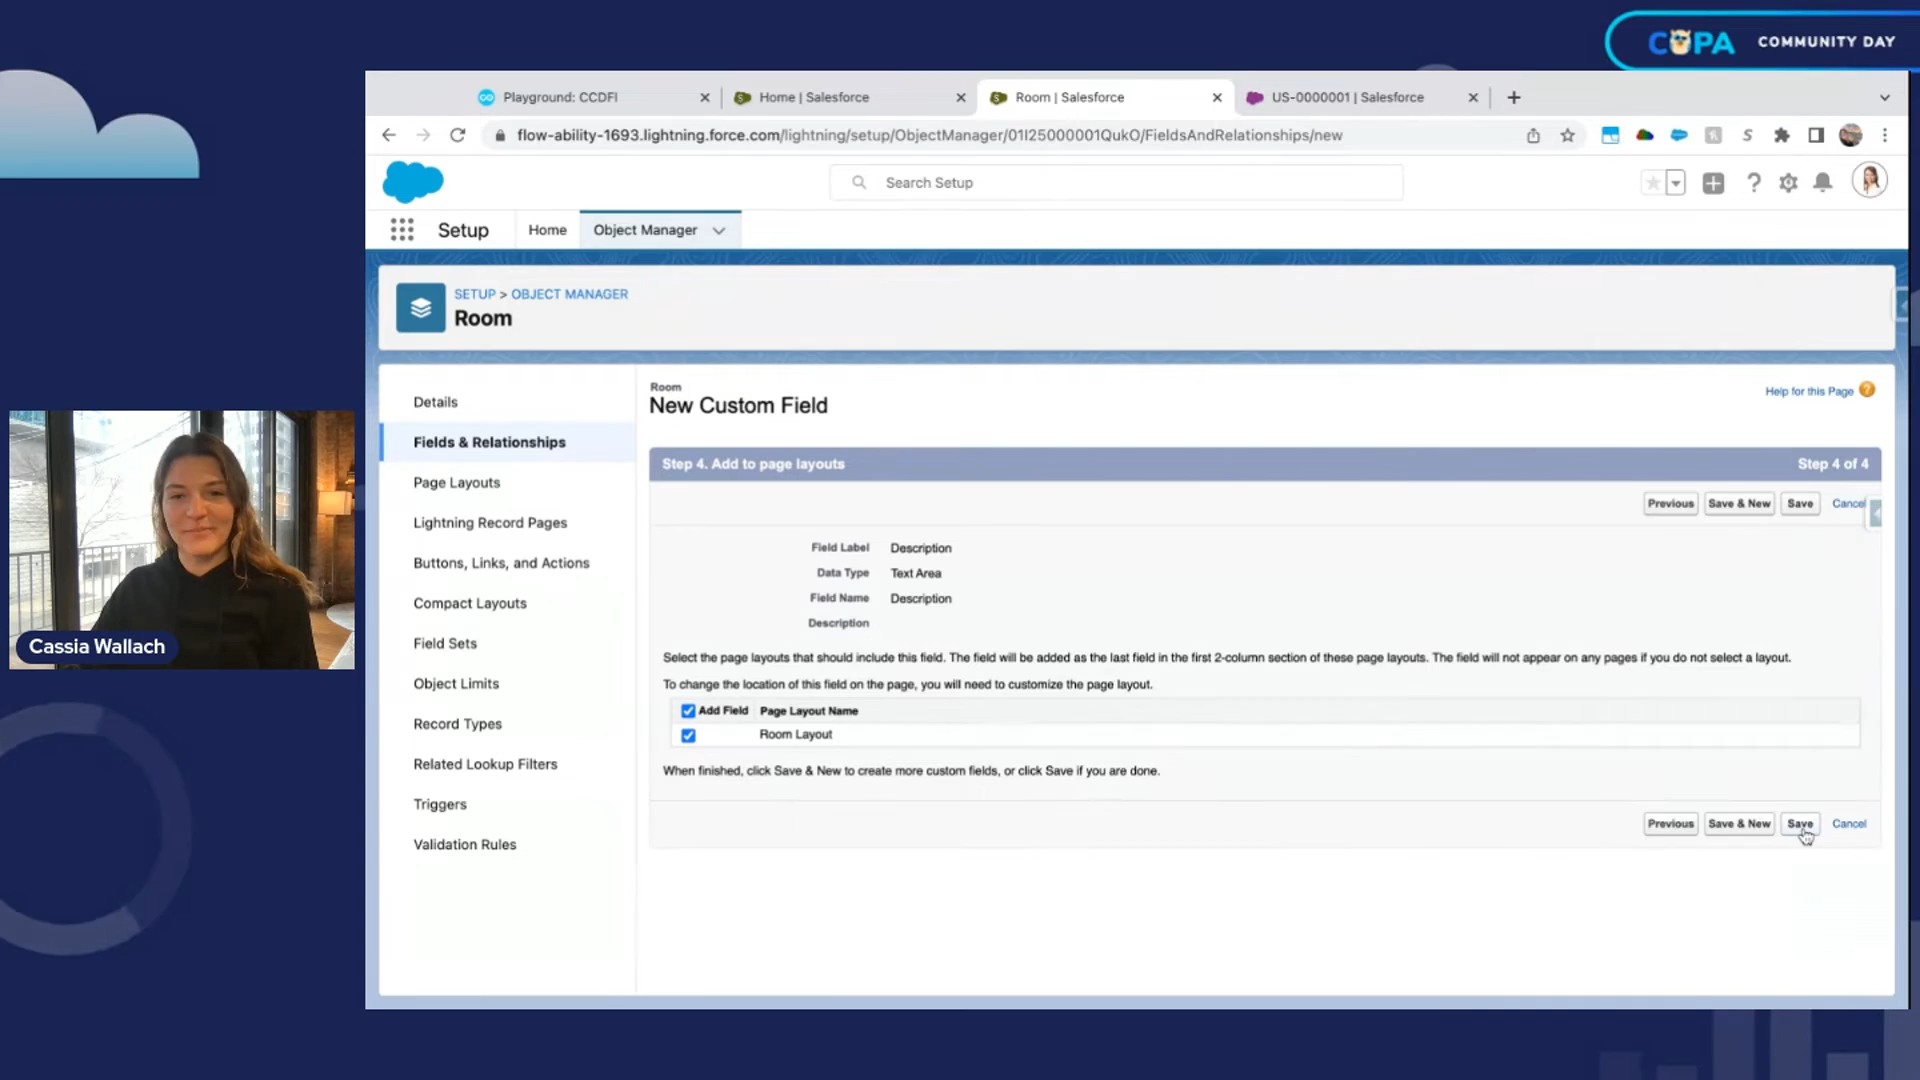 COPA COMMUNITY DAY
Playground: CCDFI
Home | Salesforce
Room | Salesforce
US-0000001 | Salesforce
flow-ability-1693.lightning.force.com/lightning/setup/ObjectManager/01I25000001QukO/FieldsAndRelationships/new
Search Setup
Setup
Home
Object Manager
SETUP > OBJECT MANAGER
Room
Details
Fields & Relationships
Page Layouts
Lightning Record Pages
Buttons, Links, and Actions
Compact Layouts
Field Sets
Object Limits
Record Types
Related Lookup Filters
Triggers
Validation Rules
Room
New Custom Field
Help for this Page
Step 4. Add to page layouts
Step 4 of 4
Previous
Save & New
Save
Cancel
Field Label Description
Data Type Text Area
Field Name Description
Description
Select the page layouts that should include this field. The field will be added as the last field in the first 2-column section of these page layouts. The field will not appear on any pages if you do not select a layout.
To change the location of this field on the page, you will need to customize the page layout.
Add Field Page Layout Name
Room Layout
When finished, click Save & New to create more custom fields, or click Save if you are done.
Previous
Save & New
Save
Cancel
Cassia Wallach